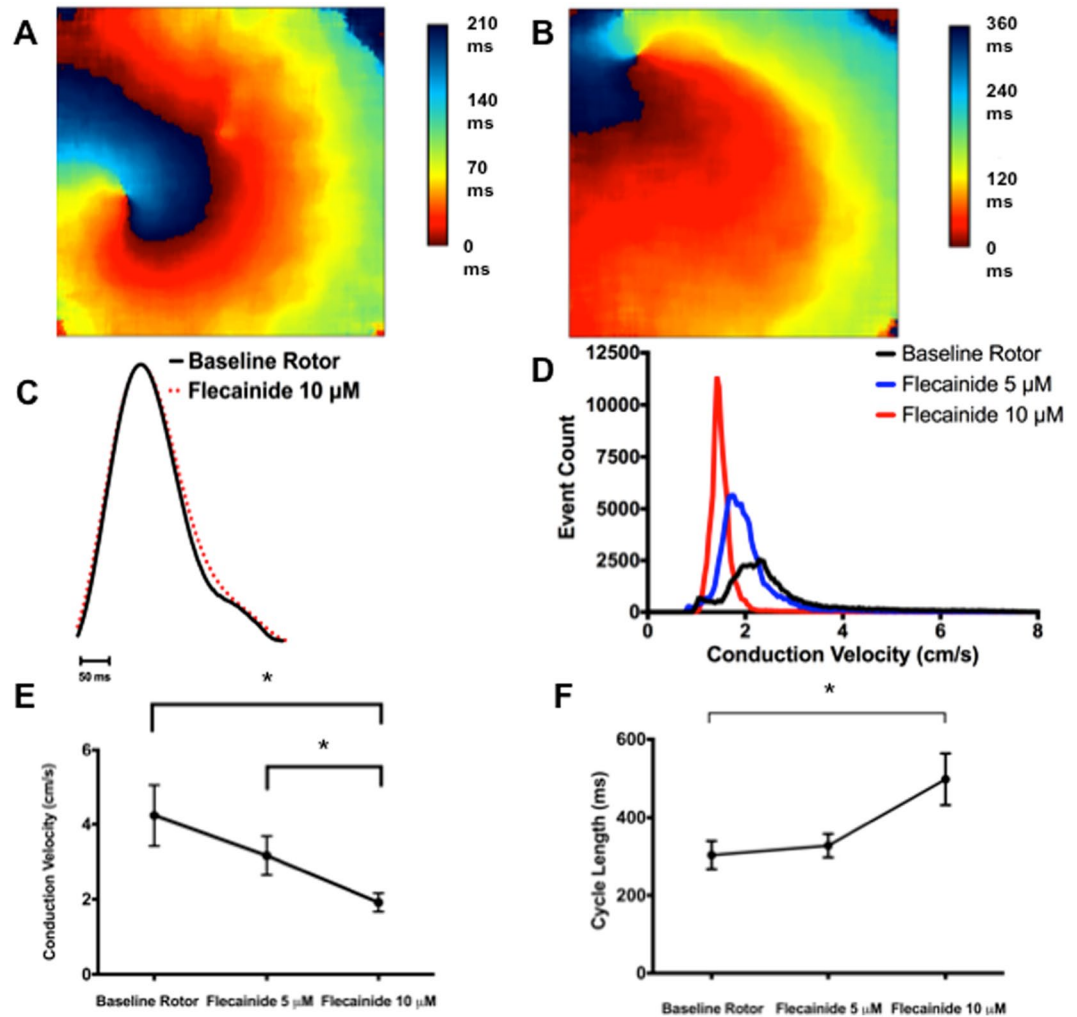 A
210
ms
140
ms
70
ms
0
ms
B
360
ms
240
ms
120
ms
0
ms
C
Baseline Rotor
Flecainide 10 µM
50 ms
D
12500
10000
7500
5000
2500
0
Event Count
0 2 4 6 8
Conduction Velocity (cm/s)
Baseline Rotor
Flecainide 5 µM
Flecainide 10 µM
E
*
*
6
4
2
0
Conduction Velocity (cm/s)
Baseline Rotor Flecainide 5 µM Flecainide 10 µM
F
*
600
400
200
0
Cycle Length (ms)
Baseline Rotor Flecainide 5 µM Flecainide 10 µM